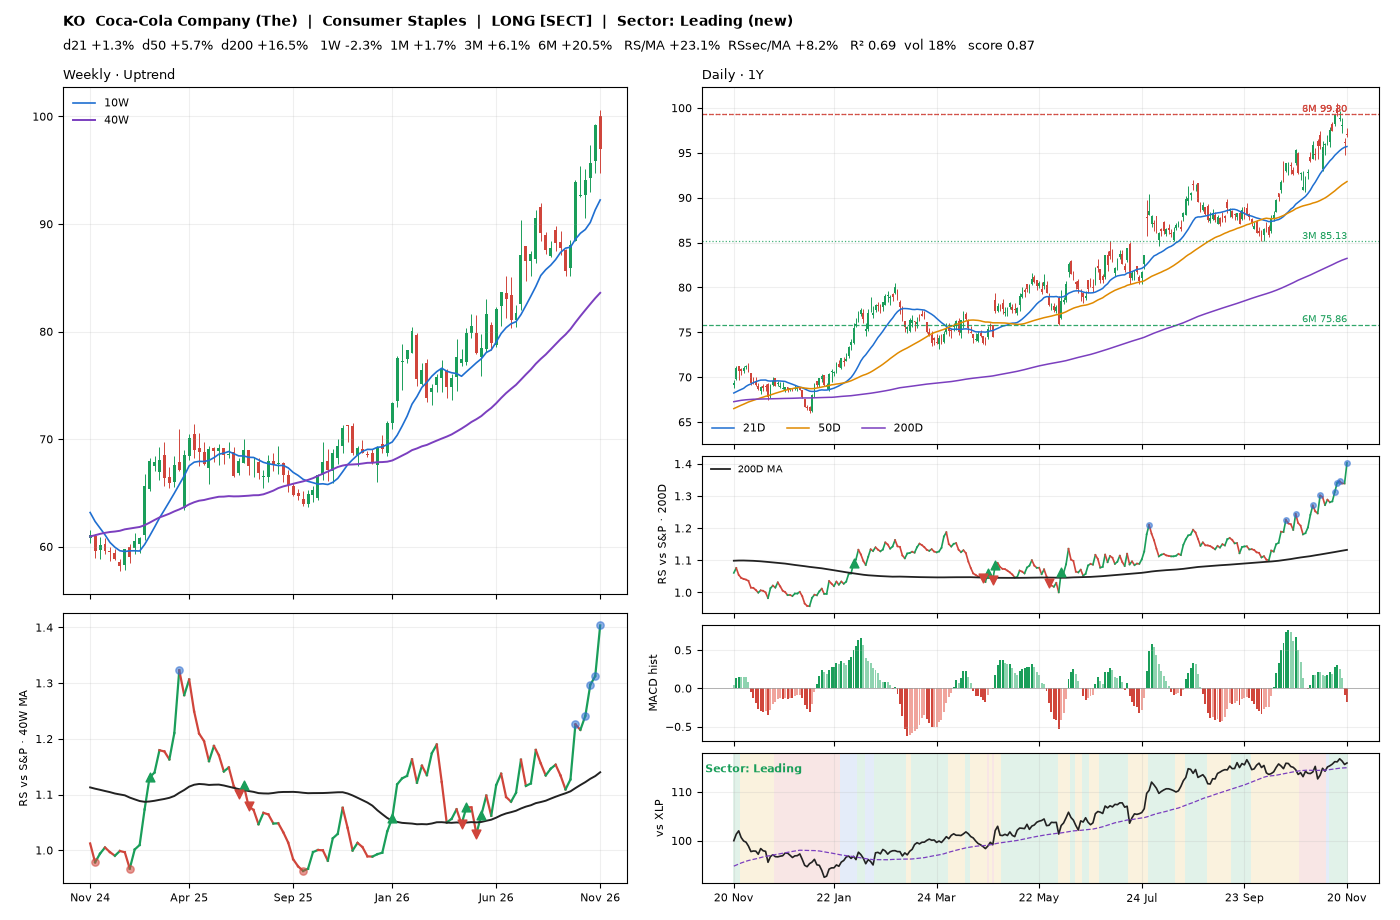 KO  Coca-Cola Company (The)  |  Consumer Staples  |  LONG [SECT]  |  Sector: Leading (new)
d21 +1.3%  d50 +5.7%  d200 +16.5%   1W -2.3%  1M +1.7%  3M +6.1%  6M +20.5%   RS/MA +23.1%  RSsec/MA +8.2%   R² 0.69  vol 18%   score 0.87
Weekly · Uptrend
10W
40W
100
90
80
70
60
RS vs S&P · 40W MA
1.4
1.3
1.2
1.1
1.0
Nov 24
Apr 25
Sep 25
Jan 26
Jun 26
Nov 26
Daily · 1Y
100
95
90
85
80
75
70
65
3M 85.13
6M 75.86
21D
50D
200D
RS vs S&P · 200D
200D MA
1.4
1.3
1.2
1.1
1.0
MACD hist
0.5
0.0
−0.5
vs XLP
Sector: Leading
110
100
20 Nov
22 Jan
24 Mar
22 May
24 Jul
23 Sep
20 Nov